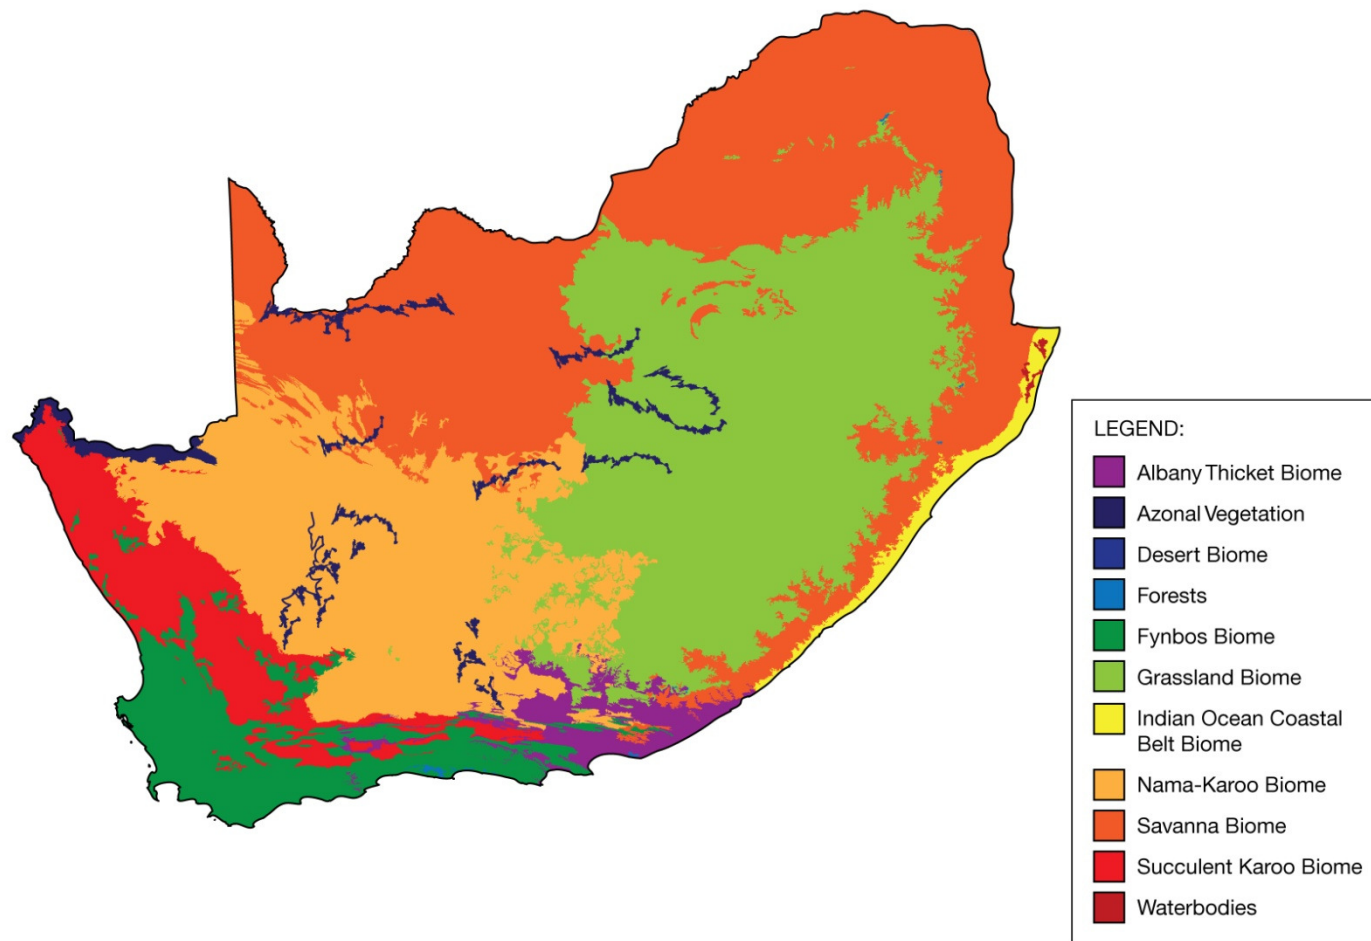 LEGEND:
Albany Thicket Biome
Azonal Vegetation
Desert Biome
Forests
Fynbos Biome
Grassland Biome
Indian Ocean Coastal
Belt Biome
Nama-Karoo Biome
Savanna Biome
Succulent Karoo Biome
Waterbodies